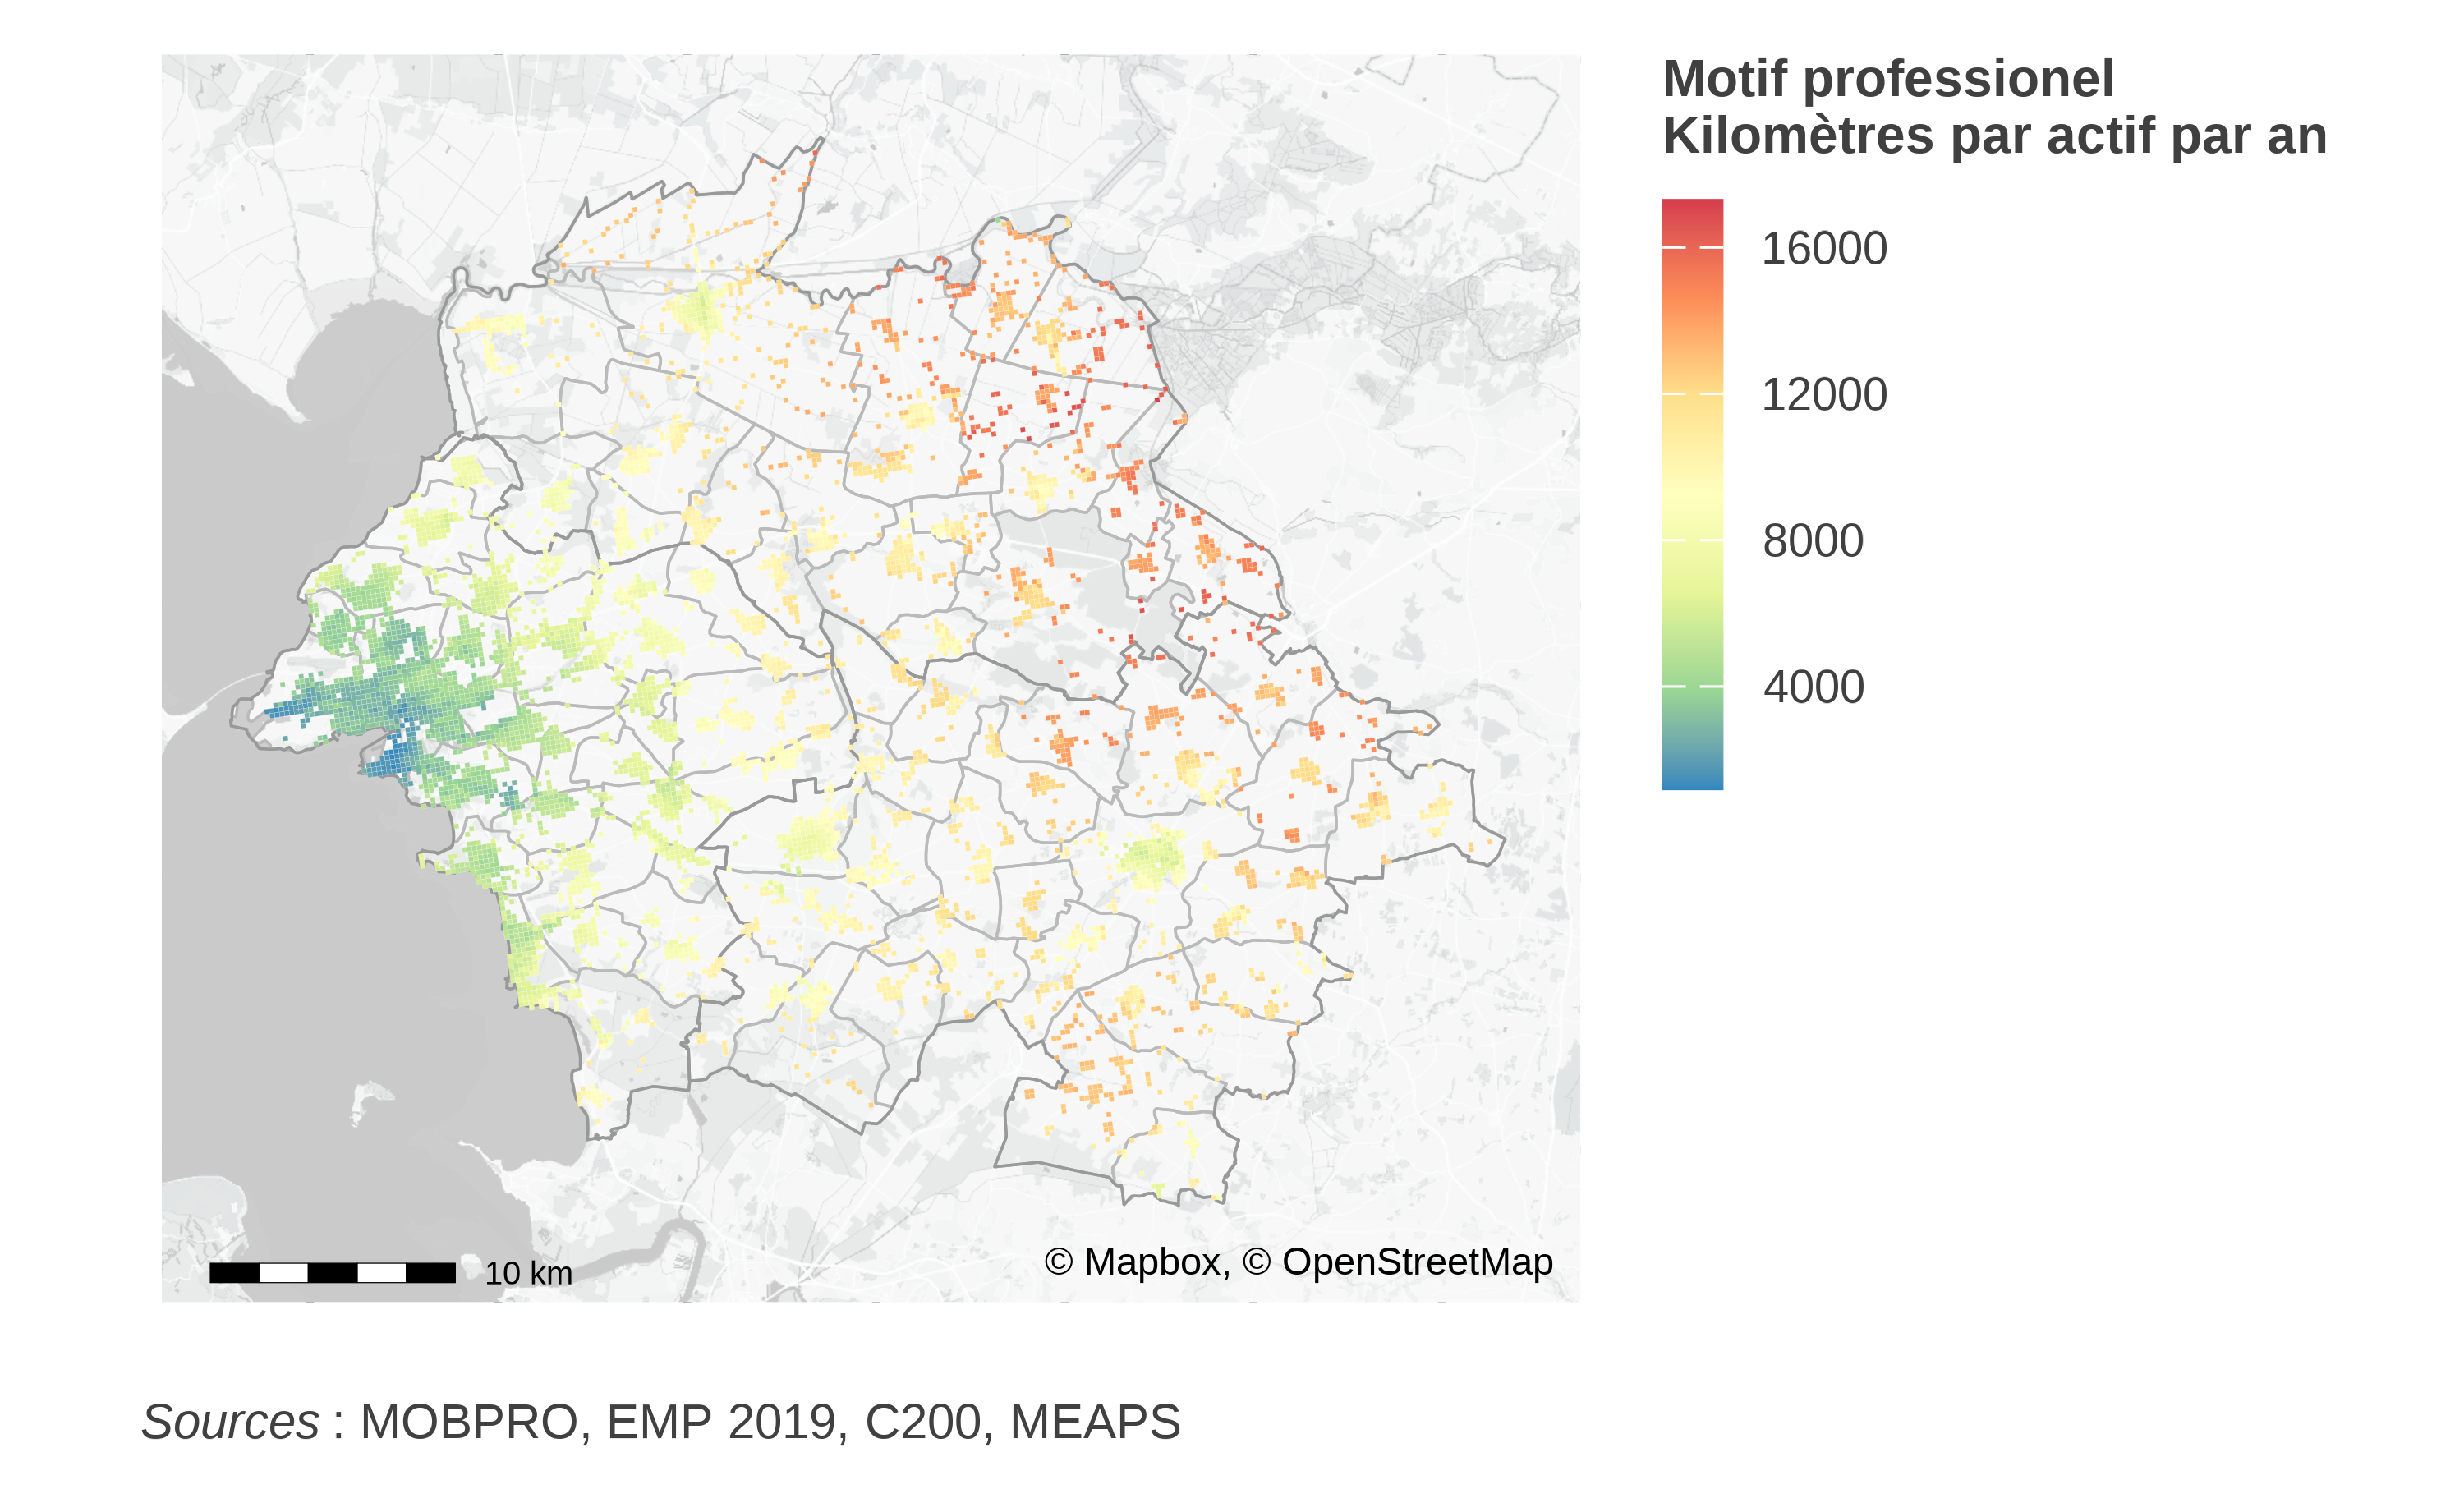 Motif professionel
Kilomètres par actif par an
16000
12000
8000
4000
10 km
© Mapbox, © OpenStreetMap
Sources : MOBPRO, EMP 2019, C200, MEAPS